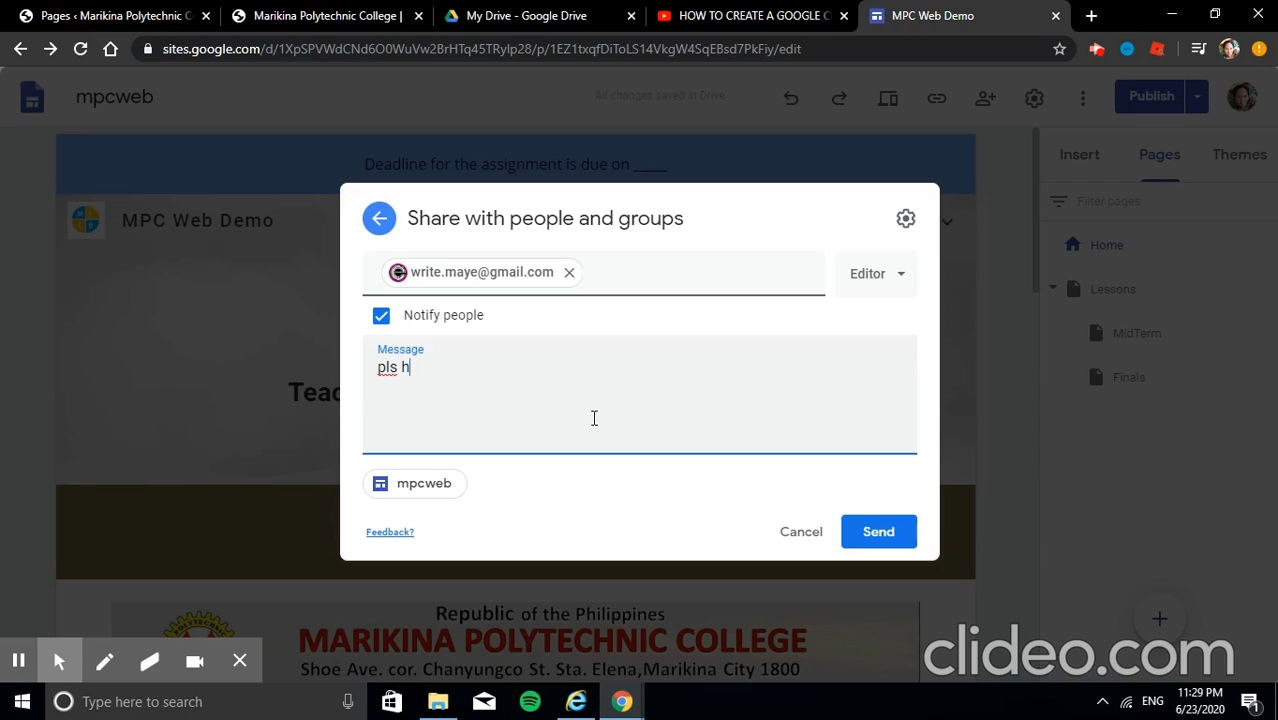 Pages ‹ Marikina Polytechnic C
Marikina Polytechnic College |
My Drive - Google Drive
HOW TO CREATE A GOOGLE C
MPC Web Demo
sites.google.com/d/1XpSPVWdCNd6O0WuVw2BrHTq45TRyIp28/p/1EZ1txqfDiToLS14VkgW4SqEBsd7PkFiy/edit
mpcweb
All changes saved in Drive
Publish
Deadline for the assignment is due on _____
Insert
Pages
Themes
MPC Web Demo
Filter pages
Home
Lessons
MidTerm
Finals
Teac
Share with people and groups
write.maye@gmail.com
Editor
Notify people
Message
pls h
mpcweb
Feedback?
Cancel
Send
Republic of the Philippines
MARIKINA POLYTECHNIC COLLEGE
Shoe Ave. cor. Chanyungco St. Sta. Elena,Marikina City 1800
clideo.com
Type here to search
ENG
11:29 PM
6/23/2020
1